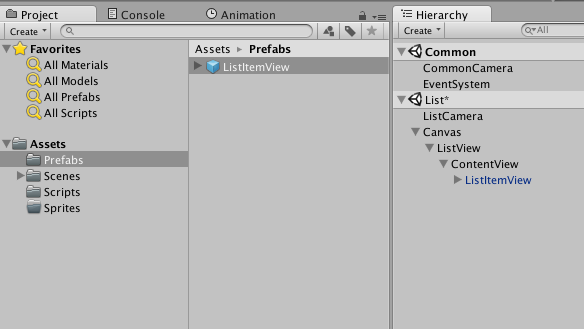 Project
Console
Animation
Create
Favorites
All Materials
All Models
All Prefabs
All Scripts
Assets
Prefabs
Scenes
Scripts
Sprites
Assets ▸ Prefabs
ListItemView
Hierarchy
Create
All
Common
CommonCamera
EventSystem
List*
ListCamera
Canvas
ListView
ContentView
ListItemView